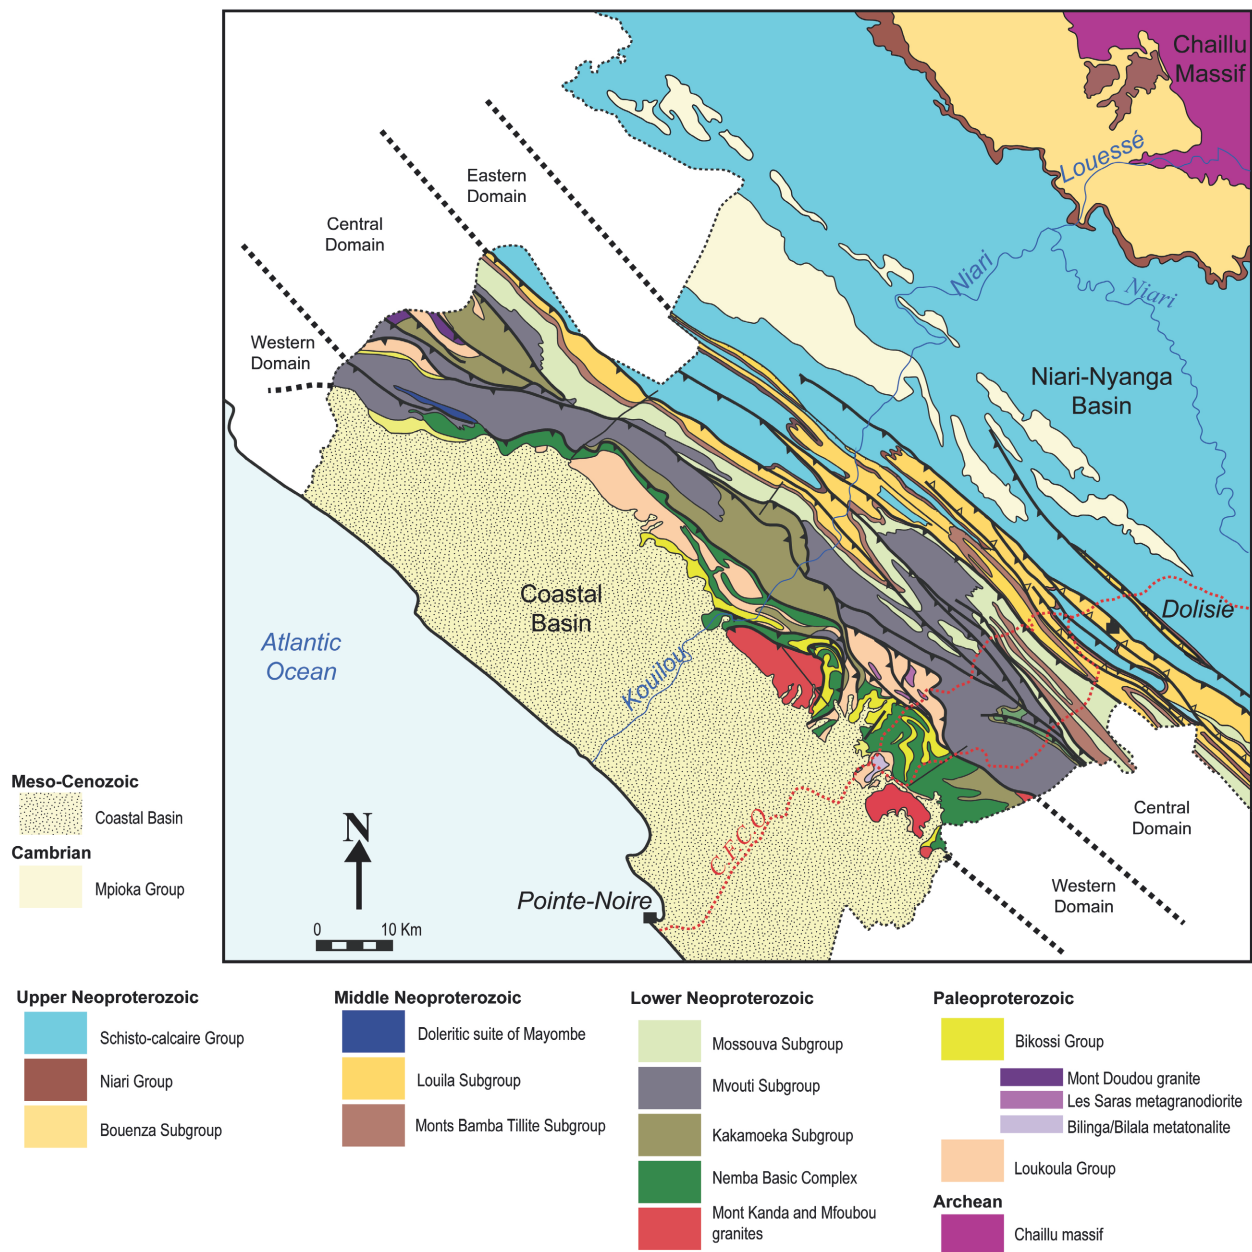 Chaillu
Massif
Louessé
Eastern
Domain
Central
Domain
Niari
Niari
Western
Domain
Niari-Nyanga
Basin
Coastal
Basin
Dolisie
Atlantic
Ocean
Kouilou
Meso-Cenozoic
Coastal Basin
Cambrian
Mpioka Group
N
0 10 Km
C.F.C.O.
Pointe-Noire
Central
Domain
Western
Domain
Upper Neoproterozoic
Schisto-calcaire Group
Niari Group
Bouenza Subgroup
Middle Neoproterozoic
Doleritic suite of Mayombe
Louila Subgroup
Monts Bamba Tillite Subgroup
Lower Neoproterozoic
Mossouva Subgroup
Mvouti Subgroup
Kakamoeka Subgroup
Nemba Basic Complex
Mont Kanda and Mfoubou
granites
Paleoproterozoic
Bikossi Group
Mont Doudou granite
Les Saras metagranodiorite
Bilinga/Bilala metatonalite
Loukoula Group
Archean
Chaillu massif